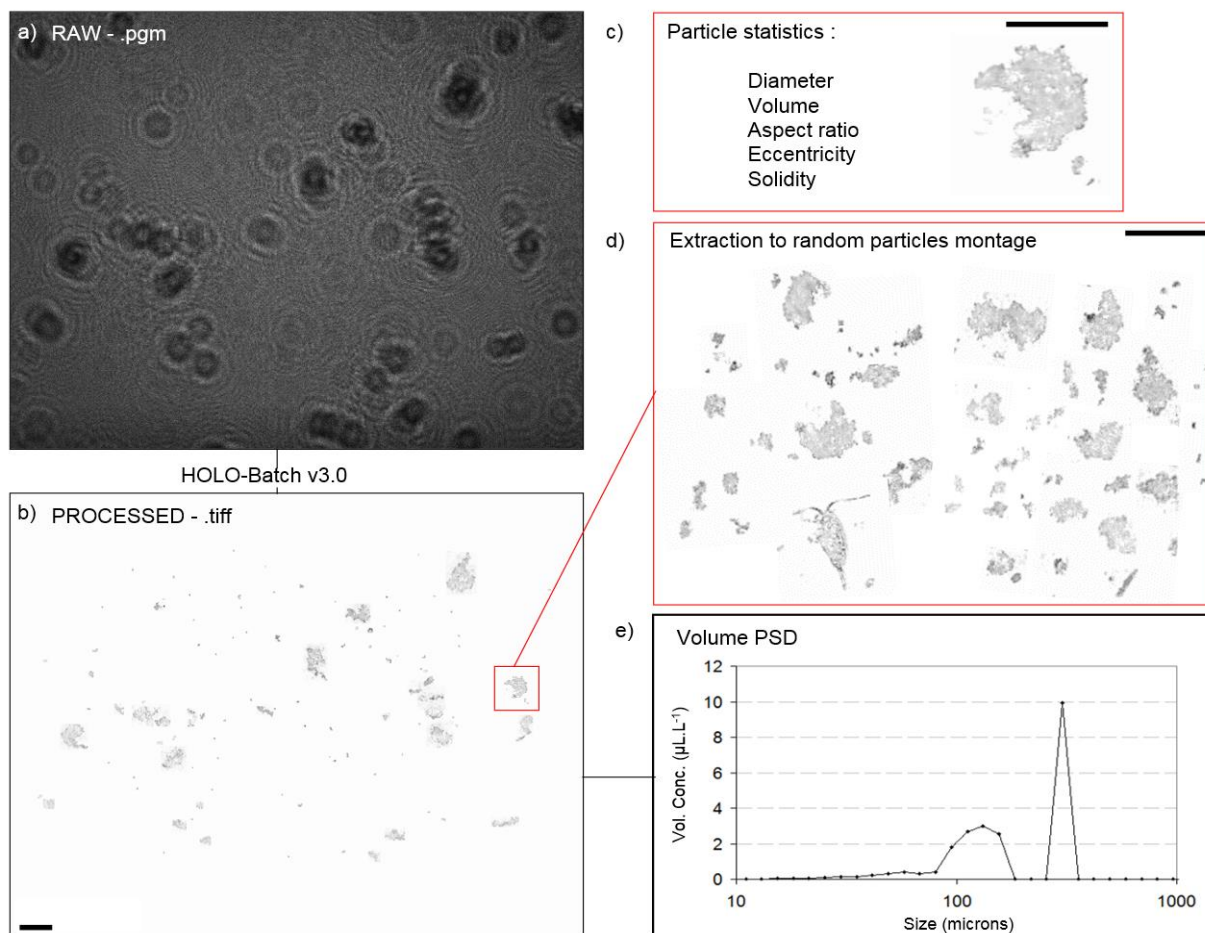 a) RAW - .pgm
HOLO-Batch v3.0
b) PROCESSED - .tiff
c) Particle statistics :
Diameter
Volume
Aspect ratio
Eccentricity
Solidity
d) Extraction to random particles montage
e) Volume PSD
Vol. Conc. (µL.L⁻¹)
12
10
8
6
4
2
0
10 100 1000
Size (microns)